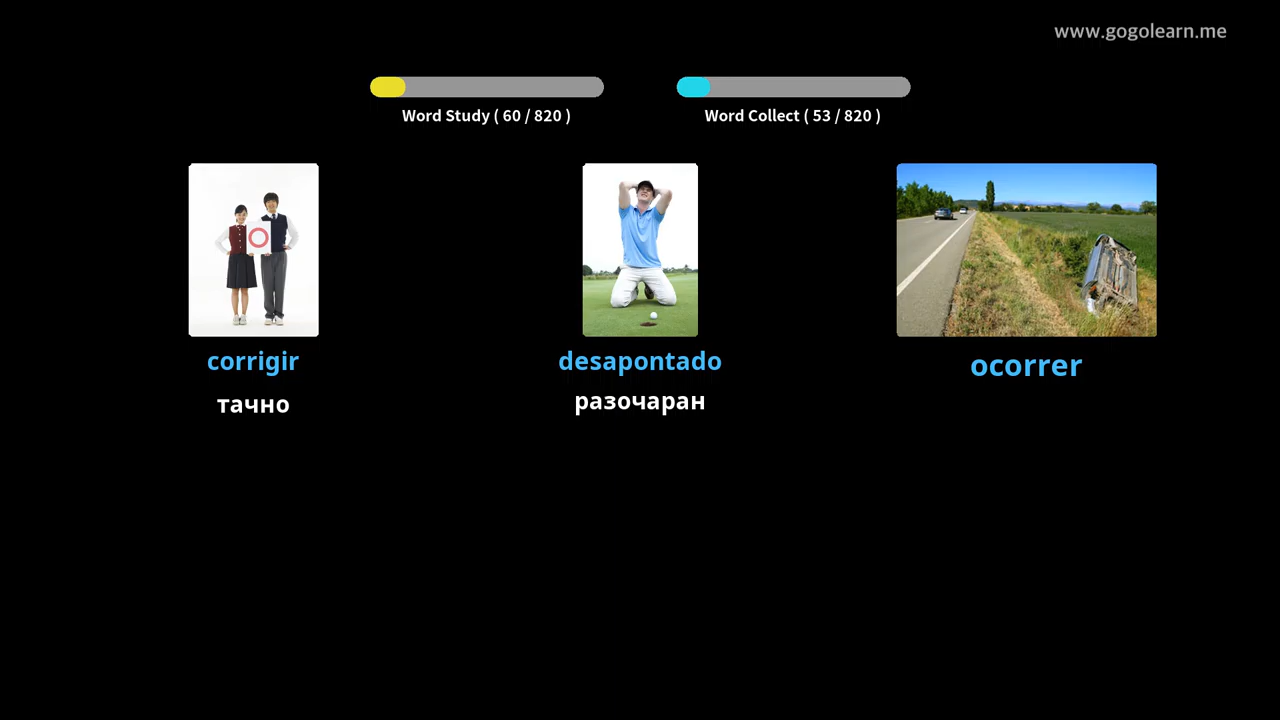 www.gogolearn.me
Word Study ( 60 / 820 )
Word Collect ( 53 / 820 )
corrigir
тачно
desapontado
разочаран
ocorrer